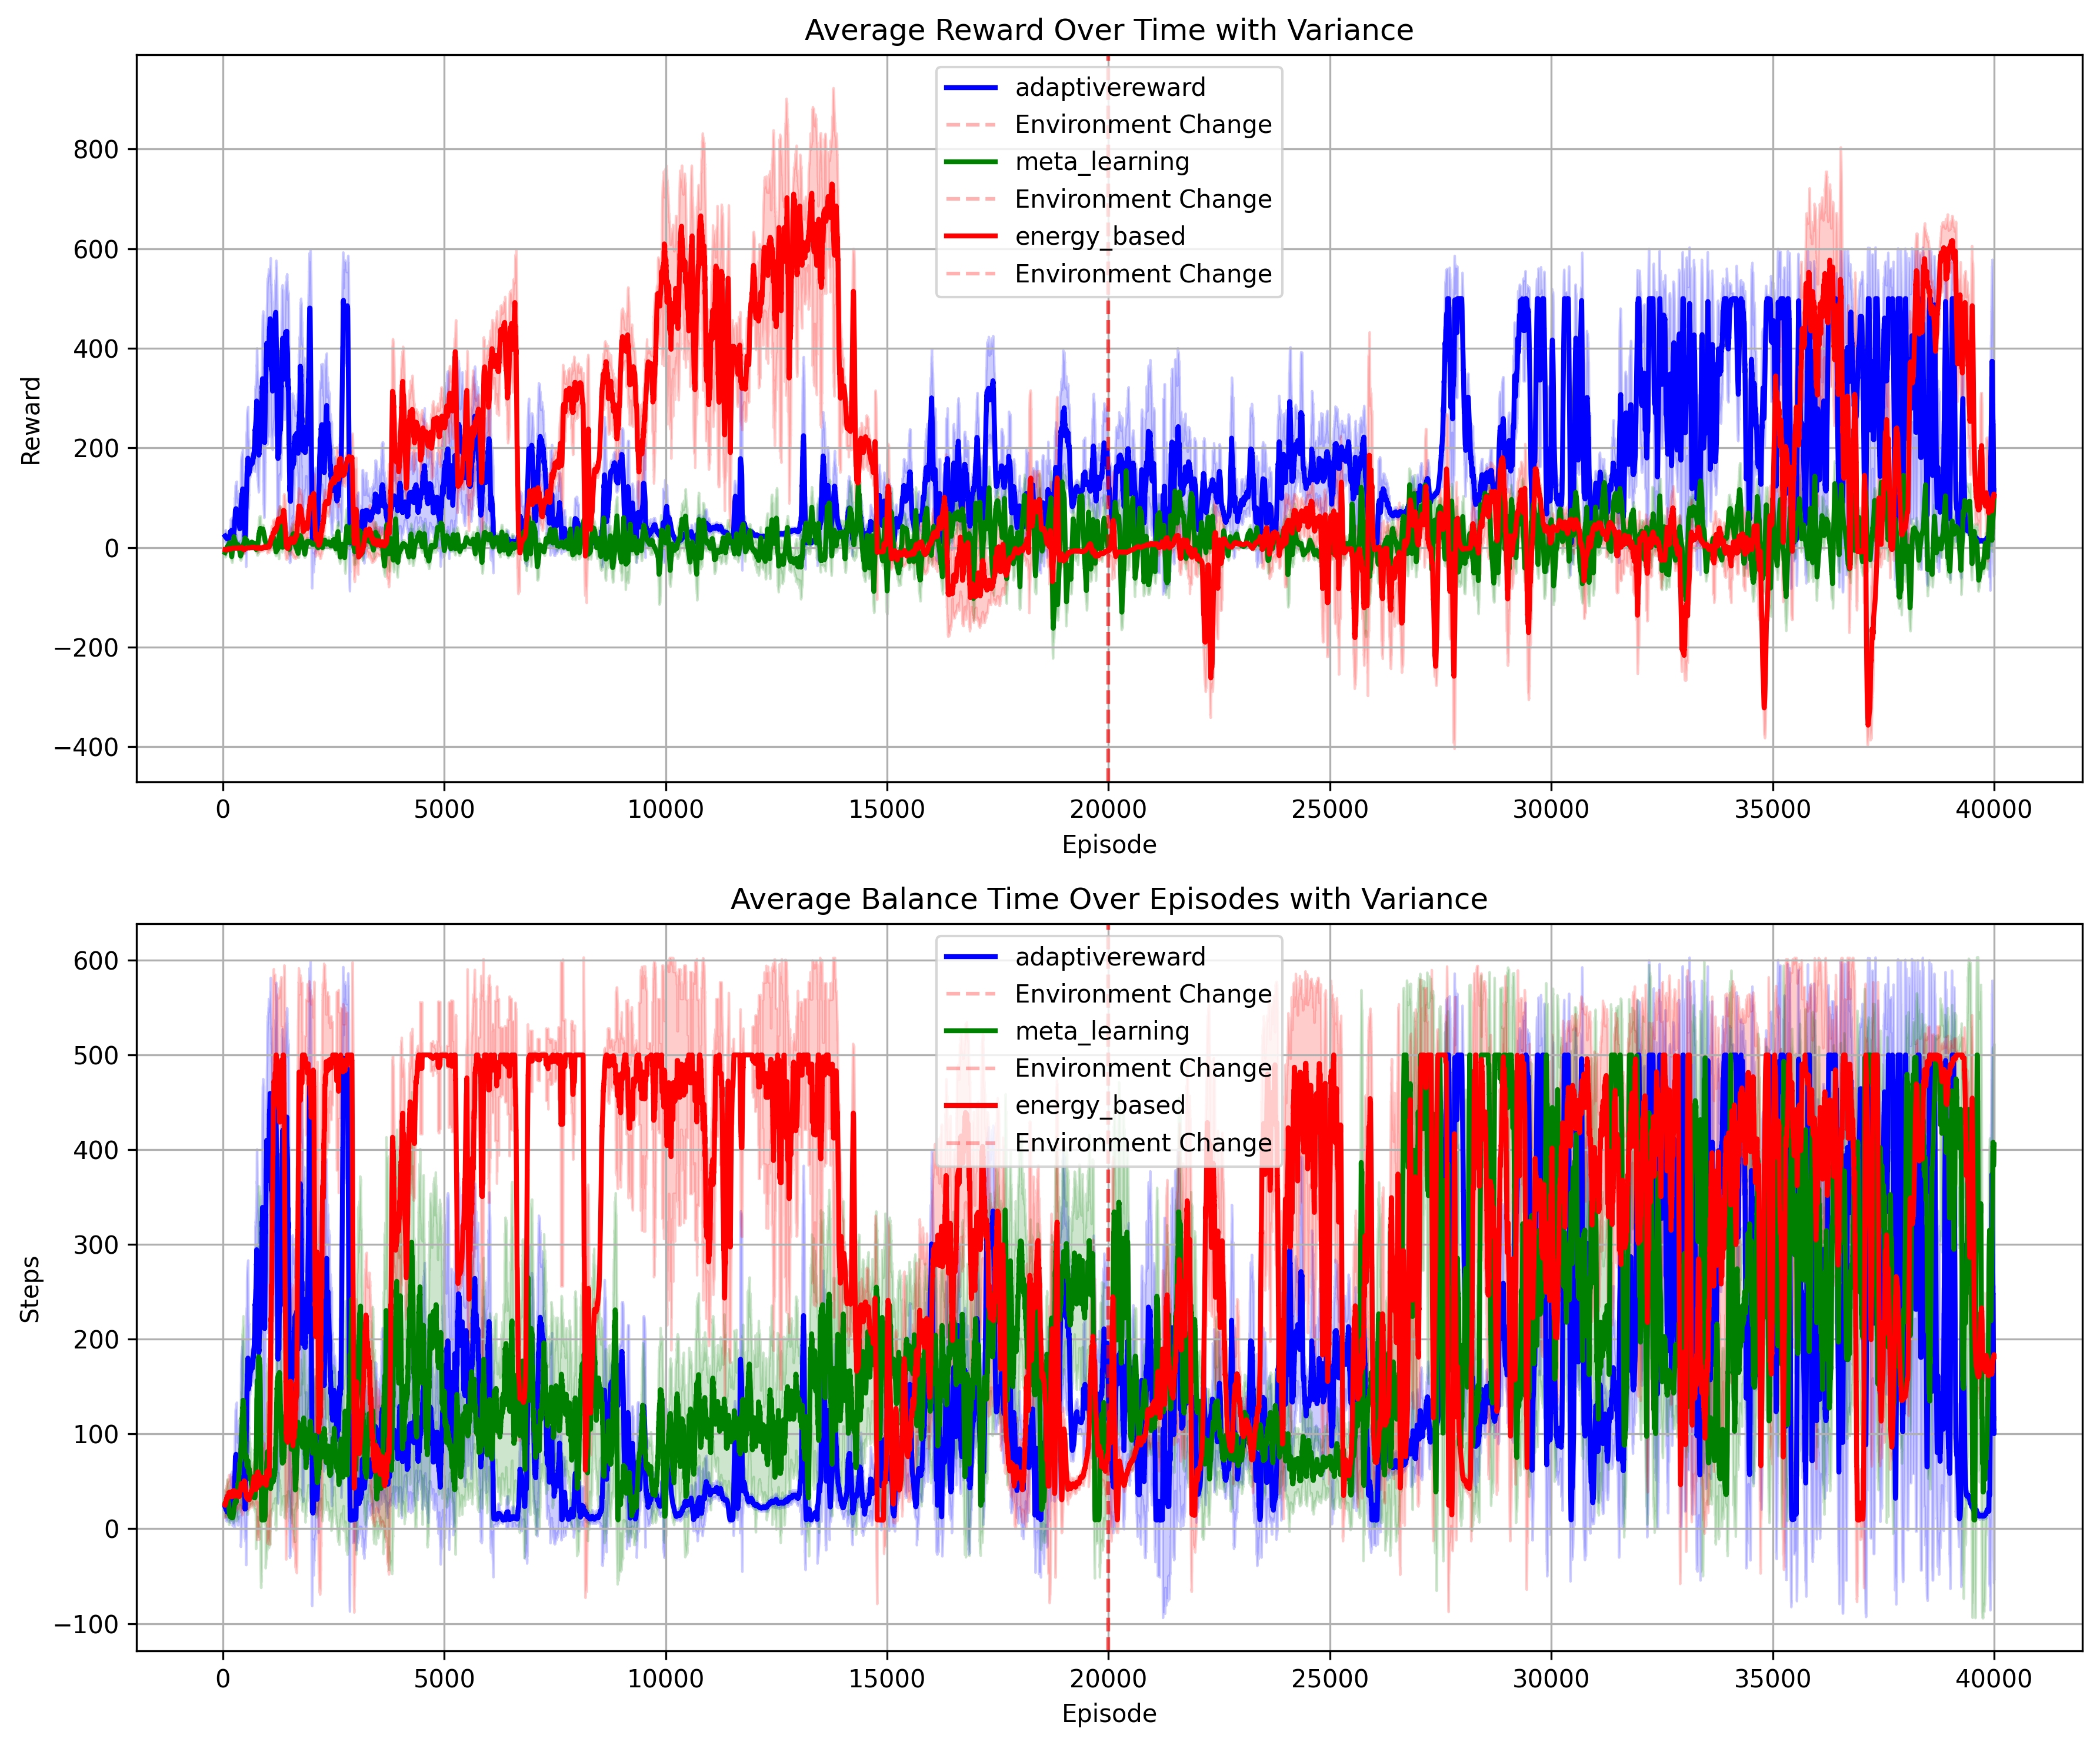 Average Reward Over Time with Variance
adaptivereward
Environment Change
meta_learning
Environment Change
energy_based
Environment Change
Reward
800
600
400
200
0
−200
−400
0 5000 10000 15000 20000 25000 30000 35000 40000
Episode
Average Balance Time Over Episodes with Variance
adaptivereward
Environment Change
meta_learning
Environment Change
energy_based
Environment Change
Steps
600
500
400
300
200
100
0
−100
0 5000 10000 15000 20000 25000 30000 35000 40000
Episode